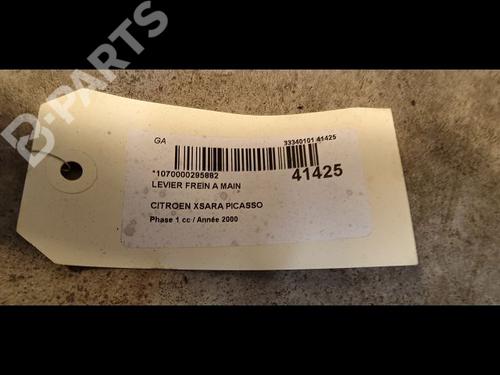 B-PARTS
GA
33340101 41425
*1070000295882
41425
LEVIER FREIN A MAIN
CITROEN XSARA PICASSO
Phase 1 cc / Année 2000